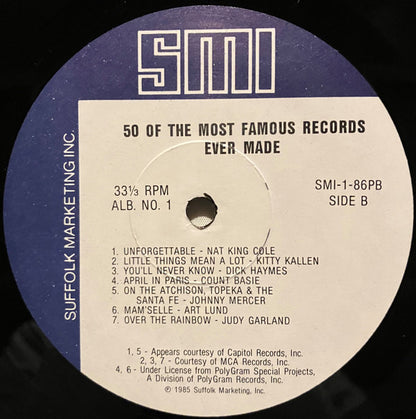 SMI
SUFFOLK MARKETING INC.
50 OF THE MOST FAMOUS RECORDS
EVER MADE
33⅓ RPM
ALB. NO. 1
SMI-1-86PB
SIDE B
1. UNFORGETTABLE - NAT KING COLE
2. LITTLE THINGS MEAN A LOT - KITTY KALLEN
3. YOU'LL NEVER KNOW - DICK HAYMES
4. APRIL IN PARIS - COUNT BASIE
5. ON THE ATCHISON, TOPEKA & THE
SANTA FE - JOHNNY MERCER
6. MAM'SELLE - ART LUND
7. OVER THE RAINBOW - JUDY GARLAND
1, 5 - Appears courtesy of Capitol Records, Inc.
2, 3, 7 - Courtesy of MCA Records, Inc.
4, 6 - Under License from PolyGram Special Projects,
A Division of PolyGram Records, Inc.
℗ 1985 Suffolk Marketing, Inc.